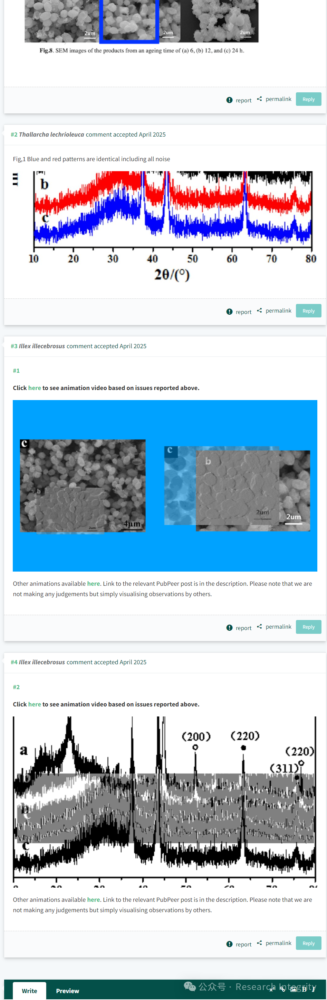 2um
2um
2um
Fig.8. SEM images of the products from an ageing time of (a) 6, (b) 12, and (c) 24 h.
report permalink Reply
#2 Thallarcha lechrioleuca comment accepted April 2025
Fig,1 Blue and red patterns are identical including all noise
b
c
10 20 30 40 50 60 70 80
2θ/(°)
report permalink Reply
#3 Illex illecebrosus comment accepted April 2025
#1
Click here to see animation video based on issues reported above.
c
b
2um
4μm
c
b
2um
2um
Other animations available here. Link to the relevant PubPeer post is in the description. Please note that we are
not making any judgements but simply visualising observations by others.
report permalink Reply
#4 Illex illecebrosus comment accepted April 2025
#2
Click here to see animation video based on issues reported above.
(200) (220)
a
(220)
(311)
b
c
c
Other animations available here. Link to the relevant PubPeer post is in the description. Please note that we are
not making any judgements but simply visualising observations by others.
report permalink Reply
公众号 · Research Integrity
Write Preview
x² B I